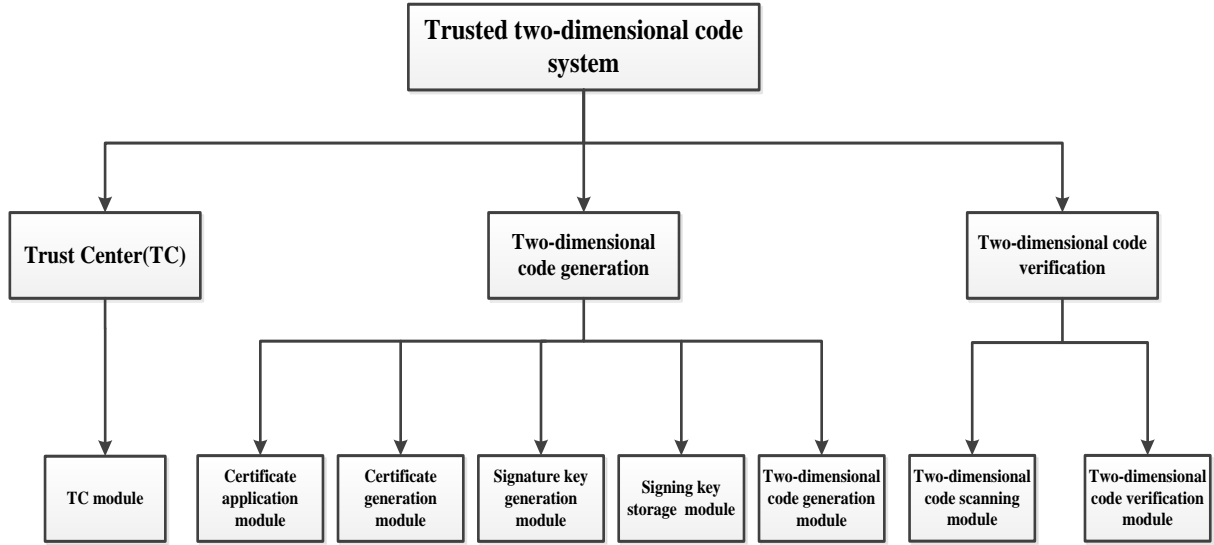 Trusted two-dimensional code
system
Trust Center(TC)
Two-dimensional
code generation
Two-dimensional code
verification
TC module
Certificate
application
module
Certificate
generation
module
Signature key
generation
module
Signing key
storage module
Two-dimensional
code generation
module
Two-dimensional
code scanning
module
Two-dimensional
code verification
module